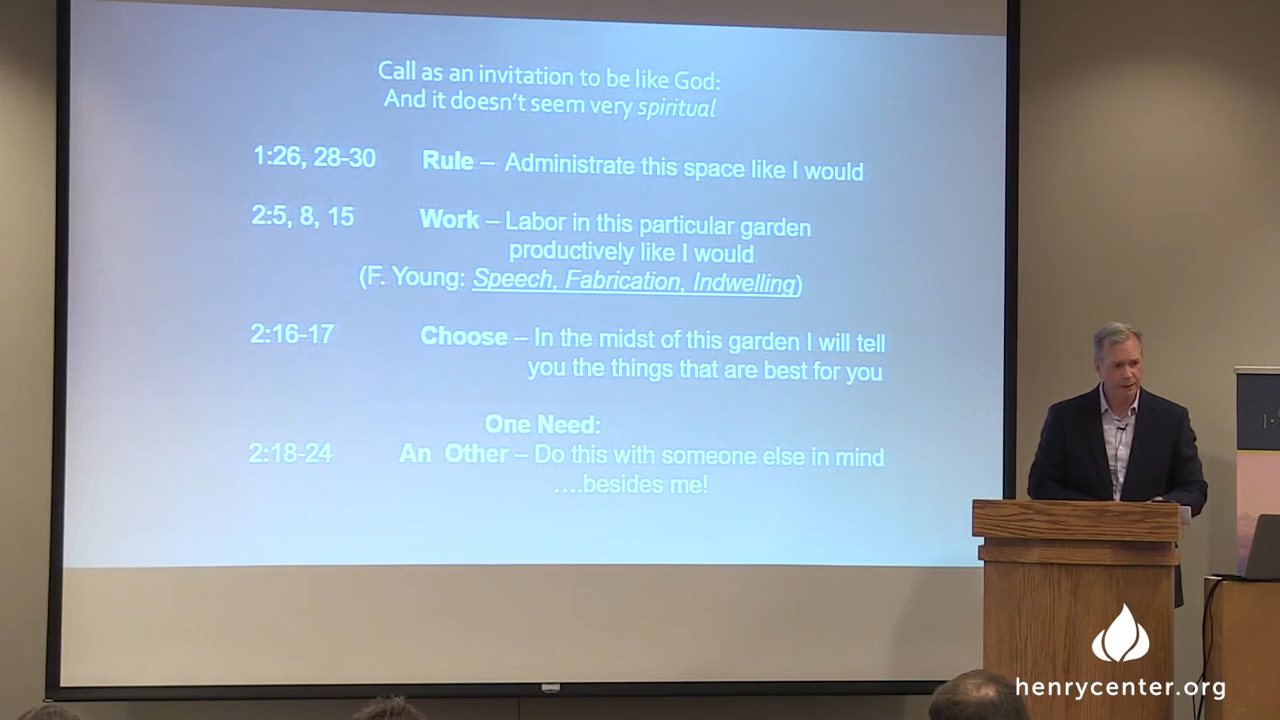 Call as an invitation to be like God:
And it doesn't seem very spiritual
1:26, 28-30 Rule – Administrate this space like I would
2:5, 8, 15 Work – Labor in this particular garden
productively like I would
(F. Young: Speech, Fabrication, Indwelling)
2:16-17 Choose – In the midst of this garden I will tell
you the things that are best for you
One Need:
2:18-24 An Other – Do this with someone else in mind
....besides me!
henrycenter.org